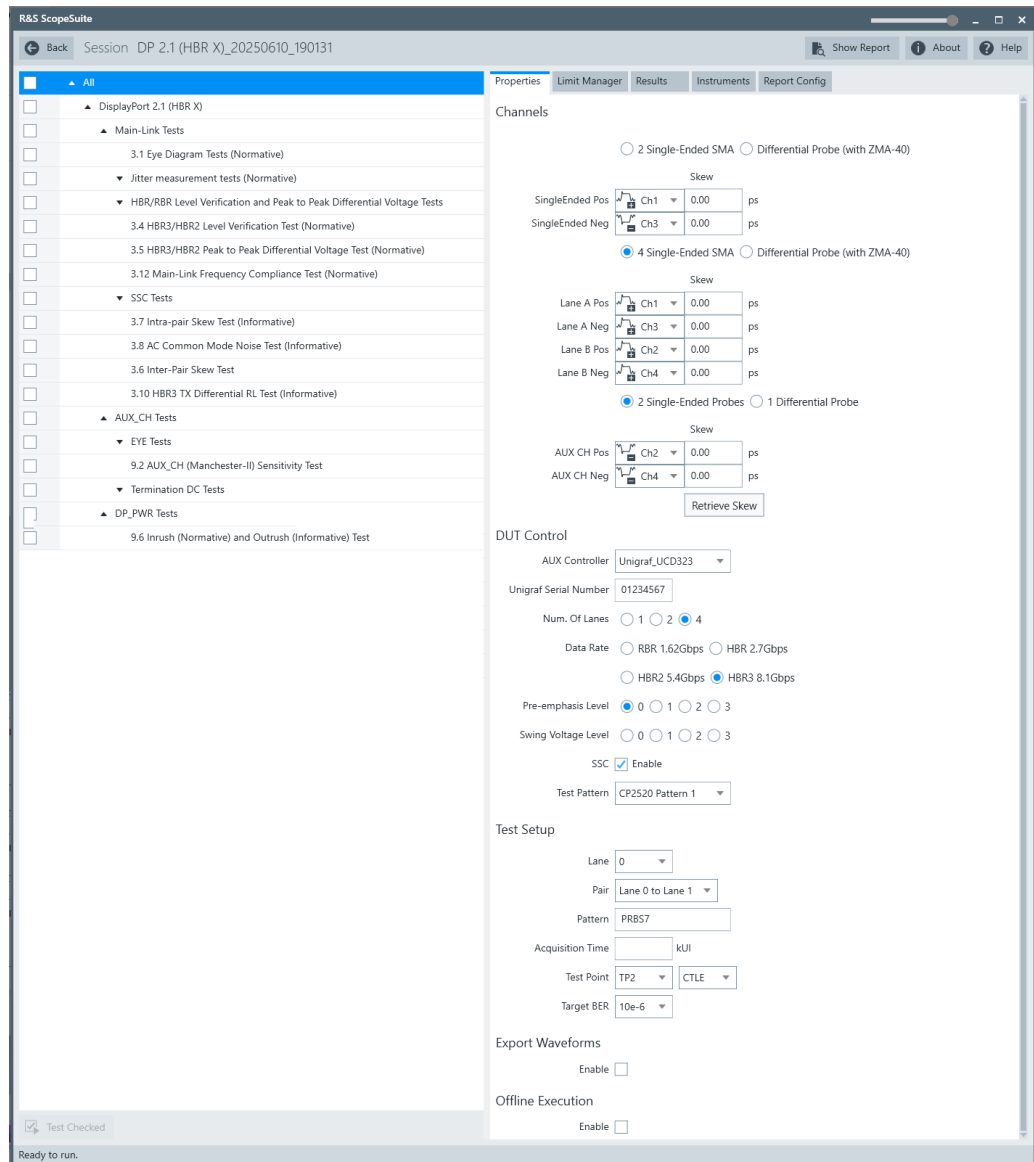 R&S ScopeSuite
Back Session DP 2.1 (HBR X)_20250610_190131 Show Report About Help
All
DisplayPort 2.1 (HBR X)
Main-Link Tests
3.1 Eye Diagram Tests (Normative)
Jitter measurement tests (Normative)
HBR/RBR Level Verification and Peak to Peak Differential Voltage Tests
3.4 HBR3/HBR2 Level Verification Test (Normative)
3.5 HBR3/HBR2 Peak to Peak Differential Voltage Test (Normative)
3.12 Main-Link Frequency Compliance Test (Normative)
SSC Tests
3.7 Intra-pair Skew Test (Informative)
3.8 AC Common Mode Noise Test (Informative)
3.6 Inter-Pair Skew Test
3.10 HBR3 TX Differential RL Test (Informative)
AUX_CH Tests
EYE Tests
9.2 AUX_CH (Manchester-II) Sensitivity Test
Termination DC Tests
DP_PWR Tests
9.6 Inrush (Normative) and Outrush (Informative) Test
Test Checked
Properties Limit Manager Results Instruments Report Config
Channels
2 Single-Ended SMA Differential Probe (with ZMA-40)
Skew
SingleEnded Pos Ch1 0.00 ps
SingleEnded Neg Ch3 0.00 ps
4 Single-Ended SMA Differential Probe (with ZMA-40)
Skew
Lane A Pos Ch1 0.00 ps
Lane A Neg Ch3 0.00 ps
Lane B Pos Ch2 0.00 ps
Lane B Neg Ch4 0.00 ps
2 Single-Ended Probes 1 Differential Probe
Skew
AUX CH Pos Ch2 0.00 ps
AUX CH Neg Ch4 0.00 ps
Retrieve Skew
DUT Control
AUX Controller Unigraf_UCD323
Unigraf Serial Number 01234567
Num. Of Lanes 1 2 4
Data Rate RBR 1.62Gbps HBR 2.7Gbps
HBR2 5.4Gbps HBR3 8.1Gbps
Pre-emphasis Level 0 1 2 3
Swing Voltage Level 0 1 2 3
SSC Enable
Test Pattern CP2520 Pattern 1
Test Setup
Lane 0
Pair Lane 0 to Lane 1
Pattern PRBS7
Acquisition Time kUI
Test Point TP2 CTLE
Target BER 10e-6
Export Waveforms
Enable
Offline Execution
Enable
Ready to run.